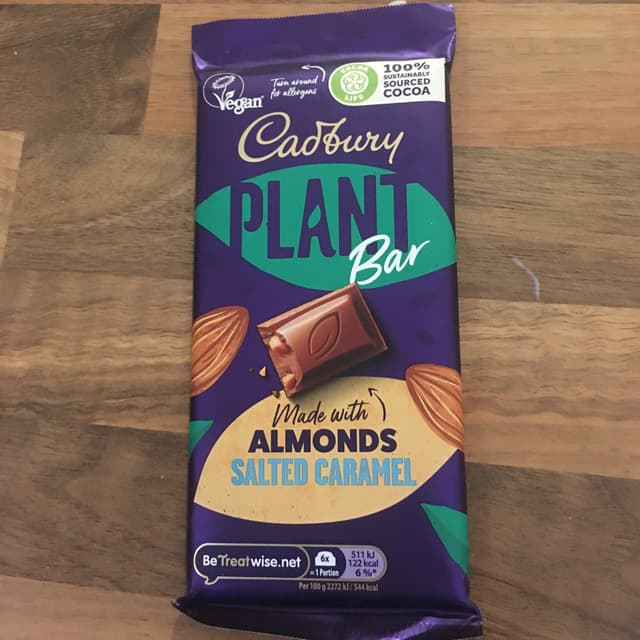 Vegan
Turn around
for allergens
COCOA
LIFE
100%
SUSTAINABLY
SOURCED
COCOA
Cadbury
PLANT
Bar
Made with
ALMONDS
SALTED CARAMEL
BeTreatwise.net
6x
= 1 Portion
511 kJ
122 kcal
6 %*
Per 100 g 2272 kJ / 544 kcal